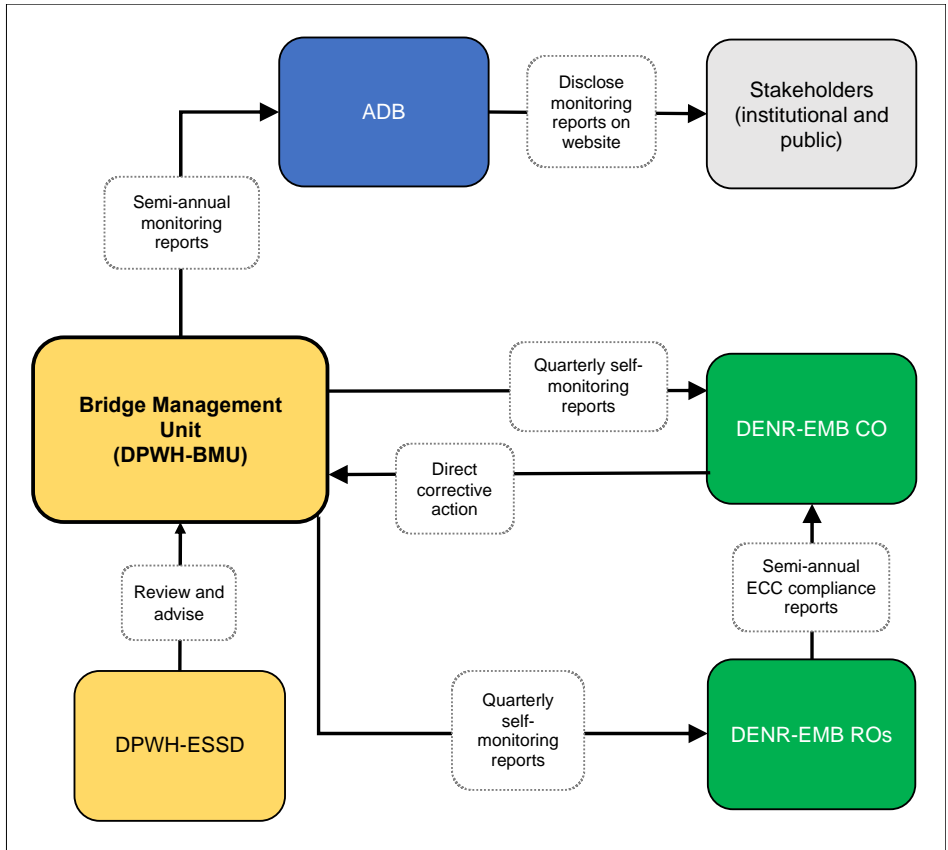 ADB
Disclose
monitoring
reports on
website
Stakeholders
(institutional and
public)
Semi-annual
monitoring
reports
Bridge Management
Unit
(DPWH-BMU)
Quarterly self-
monitoring
reports
DENR-EMB CO
Direct
corrective
action
Review and
advise
Semi-annual
ECC compliance
reports
DPWH-ESSD
Quarterly
self-
monitoring
reports
DENR-EMB ROs